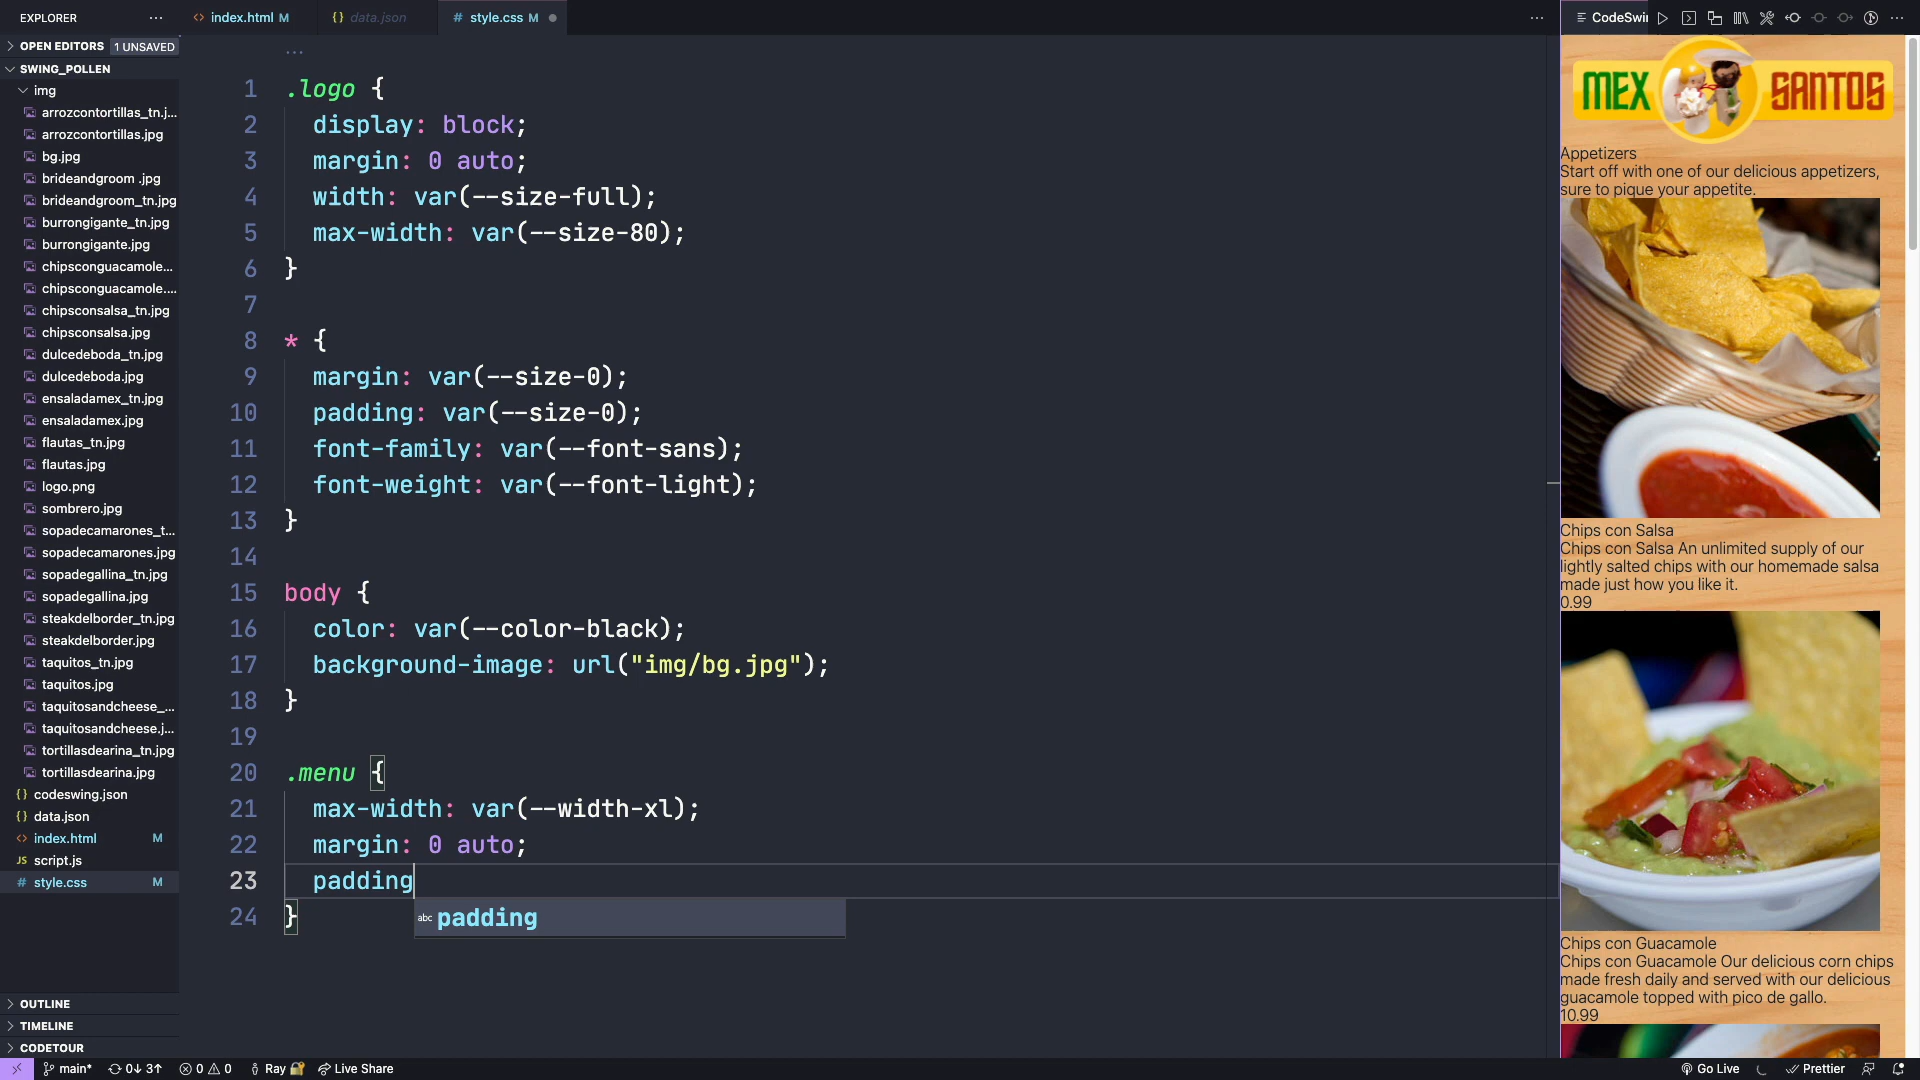 EXPLORER
OPEN EDITORS 1 UNSAVED
SWING_POLLEN
img
arrozcontortillas_tn.j...
arrozcontortillas.jpg
bg.jpg
brideandgroom .jpg
brideandgroom_tn.jpg
burrongigante_tn.jpg
burrongigante.jpg
chipsconguacamole...
chipsconguacamole....
chipsconsalsa_tn.jpg
chipsconsalsa.jpg
dulcedeboda_tn.jpg
dulcedeboda.jpg
ensaladamex_tn.jpg
ensaladamex.jpg
flautas_tn.jpg
flautas.jpg
logo.png
sombrero.jpg
sopadecamarones_t...
sopadecamarones.jpg
sopadegallina_tn.jpg
sopadegallina.jpg
steakdelborder_tn.jpg
steakdelborder.jpg
taquitos_tn.jpg
taquitos.jpg
taquitosandcheese_...
taquitosandcheese.j...
tortillasdearina_tn.jpg
tortillasdearina.jpg
{} codeswing.json
{} data.json
<> index.html M
JS script.js
# style.css M
OUTLINE
TIMELINE
CODETOUR
<> index.html M {} data.json # style.css M
...
1 .logo {
2 display: block;
3 margin: 0 auto;
4 width: var(--size-full);
5 max-width: var(--size-80);
6 }
7
8 * {
9 margin: var(--size-0);
10 padding: var(--size-0);
11 font-family: var(--font-sans);
12 font-weight: var(--font-light);
13 }
14
15 body {
16 color: var(--color-black);
17 background-image: url("img/bg.jpg");
18 }
19
20 .menu {
21 max-width: var(--width-xl);
22 margin: 0 auto;
23 padding
24 }
abc padding
CodeSwin
MEX SANTOS
Appetizers
Start off with one of our delicious appetizers,
sure to pique your appetite.
Chips con Salsa
Chips con Salsa An unlimited supply of our
lightly salted chips with our homemade salsa
made just how you like it.
0.99
Chips con Guacamole
Chips con Guacamole Our delicious corn chips
made fresh daily and served with our delicious
guacamole topped with pico de gallo.
10.99
main* 0↓ 3↑ 0 0 Ray Live Share
Go Live Prettier